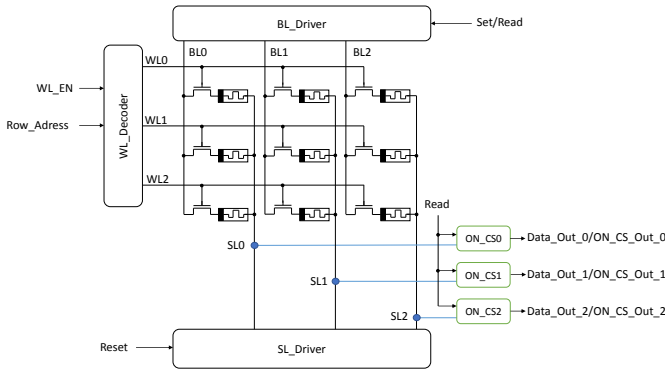 BL_Driver
Set/Read
BL0
BL1
BL2
WL0
WL_EN
Row_Adress
WL_Decoder
WL1
WL2
Read
SL0
ON_CS0
Data_Out_0/ON_CS_Out_0
SL1
ON_CS1
Data_Out_1/ON_CS_Out_1
SL2
ON_CS2
Data_Out_2/ON_CS_Out_2
Reset
SL_Driver